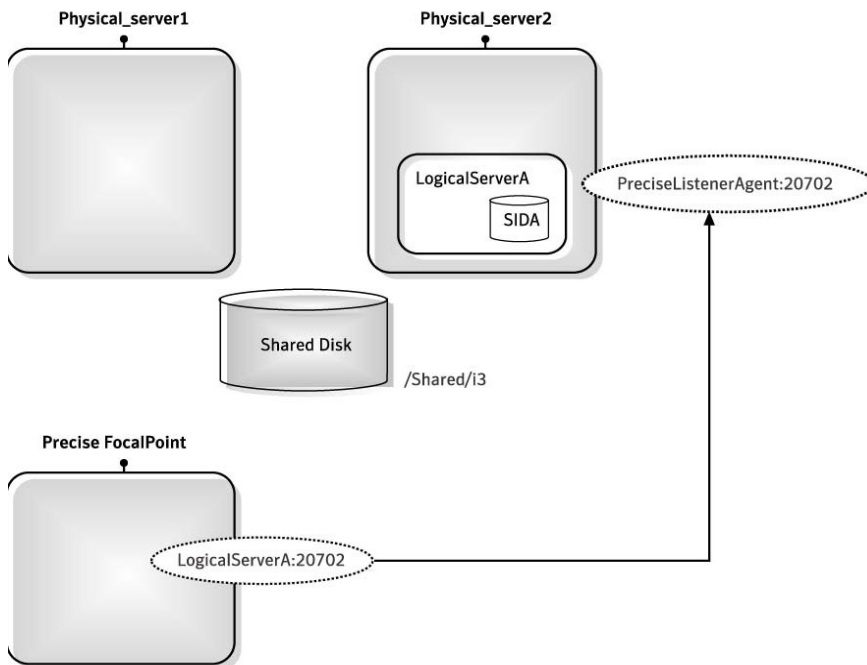 Physical_server1
Physical_server2
LogicalServerA
SIDA
PreciseListenerAgent:20702
Shared Disk
/Shared/i3
Precise FocalPoint
LogicalServerA:20702